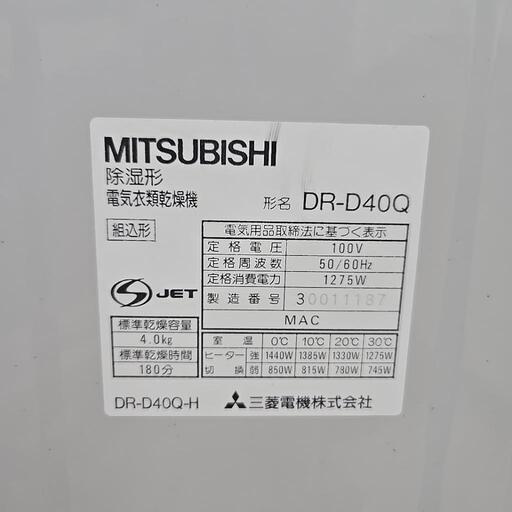 MITSUBISHI
除湿形
電気衣類乾燥機
形名 DR-D40Q
組込形
電気用品取締法に基づく表示
定格電圧 100V
定格周波数 50/60Hz
定格消費電力 1275W
製造番号 30011187
MAC
S JET
標準乾燥容量
4.0kg
標準乾燥時間
180分
室温 0℃ 10℃ 20℃ 30℃
ヒーター 強 1440W 1385W 1330W 1275W
切換 弱 850W 815W 780W 745W
DR-D40Q-H
三菱電機株式会社